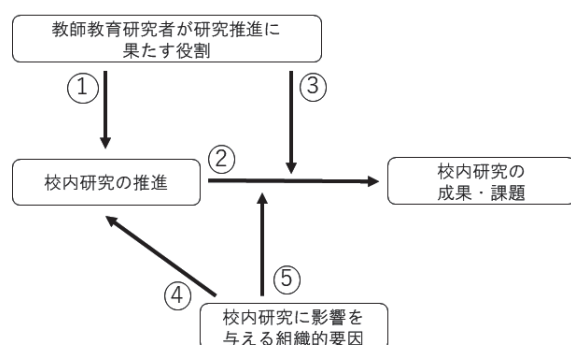 教師教育研究者が研究推進に
果たす役割
①
③
②
校内研究の推進
校内研究の
成果・課題
④
⑤
校内研究に影響を
与える組織的要因